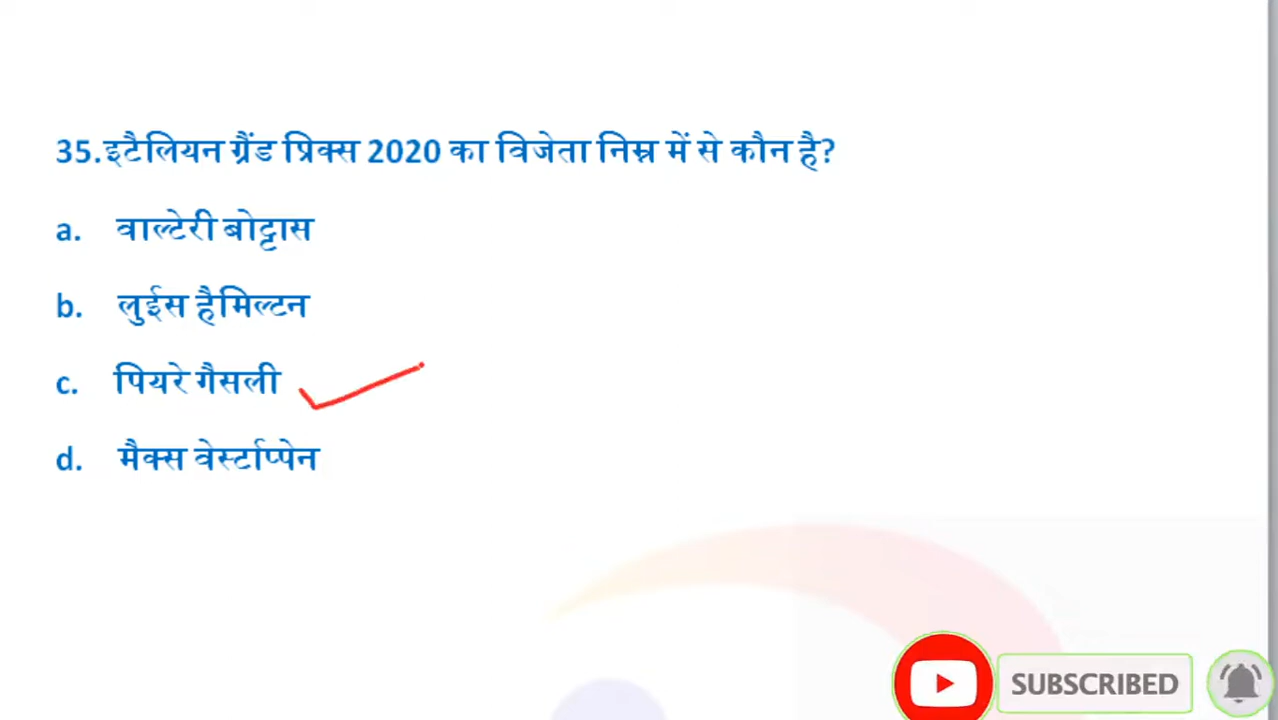 35.इटैलियन ग्रैंड प्रिक्स 2020 का विजेता निम्न में से कौन है?
a. वाल्टेरी बोट्टास
b. लुईस हैमिल्टन
c. पियरे गैसली
d. मैक्स वेर्स्टाप्पेन
SUBSCRIBED